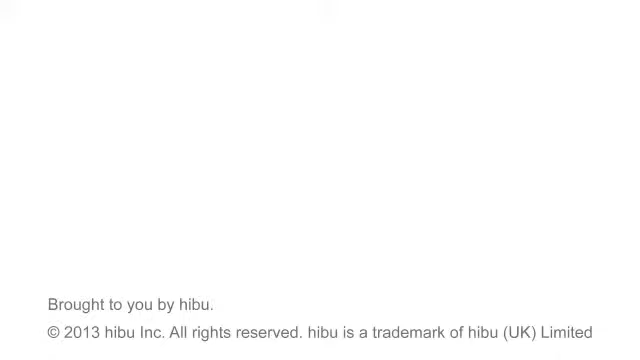 Brought to you by hibu.
© 2013 hibu Inc. All rights reserved. hibu is a trademark of hibu (UK) Limited